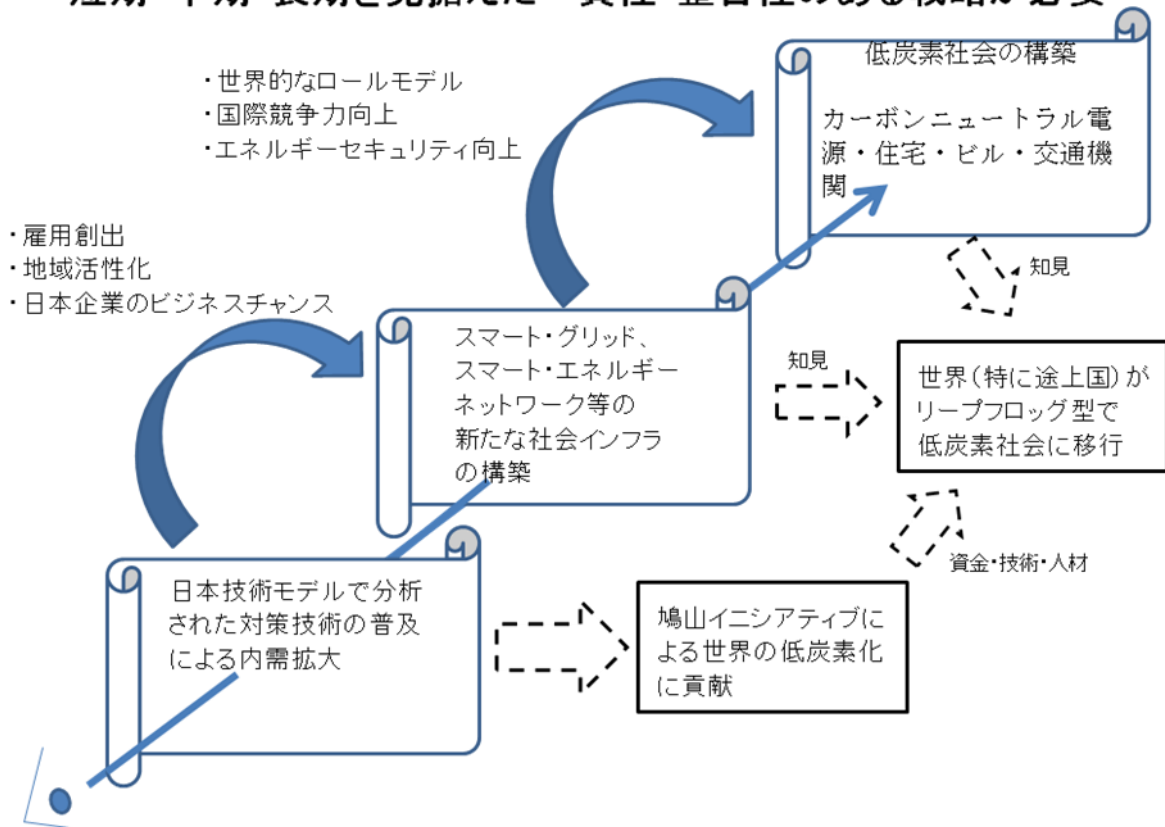 ・世界的なロールモデル
・国際競争力向上
・エネルギーセキュリティ向上
低炭素社会の構築
カーボンニュートラル電
源・住宅・ビル・交通機
関
・雇用創出
・地域活性化
・日本企業のビジネスチャンス
知見
スマート・グリッド、
スマート・エネルギー
ネットワーク等の
新たな社会インフラ
の構築
知見
世界（特に途上国）が
リープフロッグ型で
低炭素社会に移行
資金・技術・人材
日本技術モデルで分析
された対策技術の普及
による内需拡大
鳩山イニシアティブに
よる世界の低炭素化
に貢献